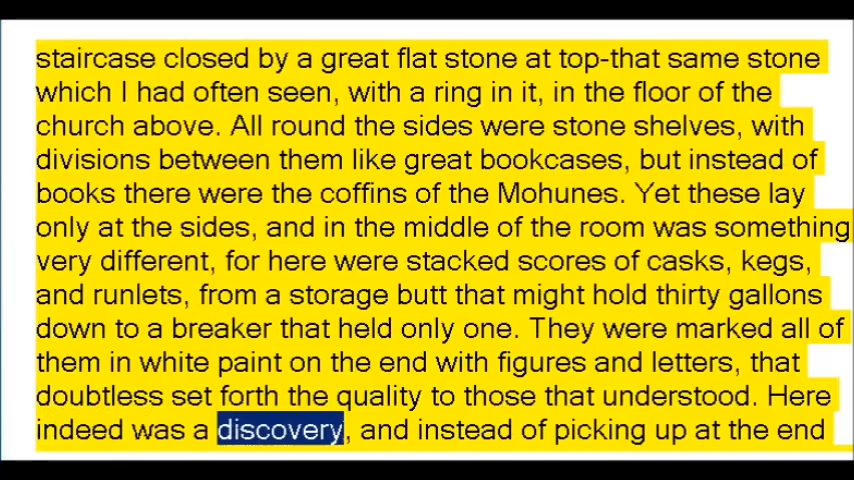 staircase closed by a great flat stone at top-that same stone
which I had often seen, with a ring in it, in the floor of the
church above. All round the sides were stone shelves, with
divisions between them like great bookcases, but instead of
books there were the coffins of the Mohunes. Yet these lay
only at the sides, and in the middle of the room was something
very different, for here were stacked scores of casks, kegs,
and runlets, from a storage butt that might hold thirty gallons
down to a breaker that held only one. They were marked all of
them in white paint on the end with figures and letters, that
doubtless set forth the quality to those that understood. Here
indeed was a discovery, and instead of picking up at the end